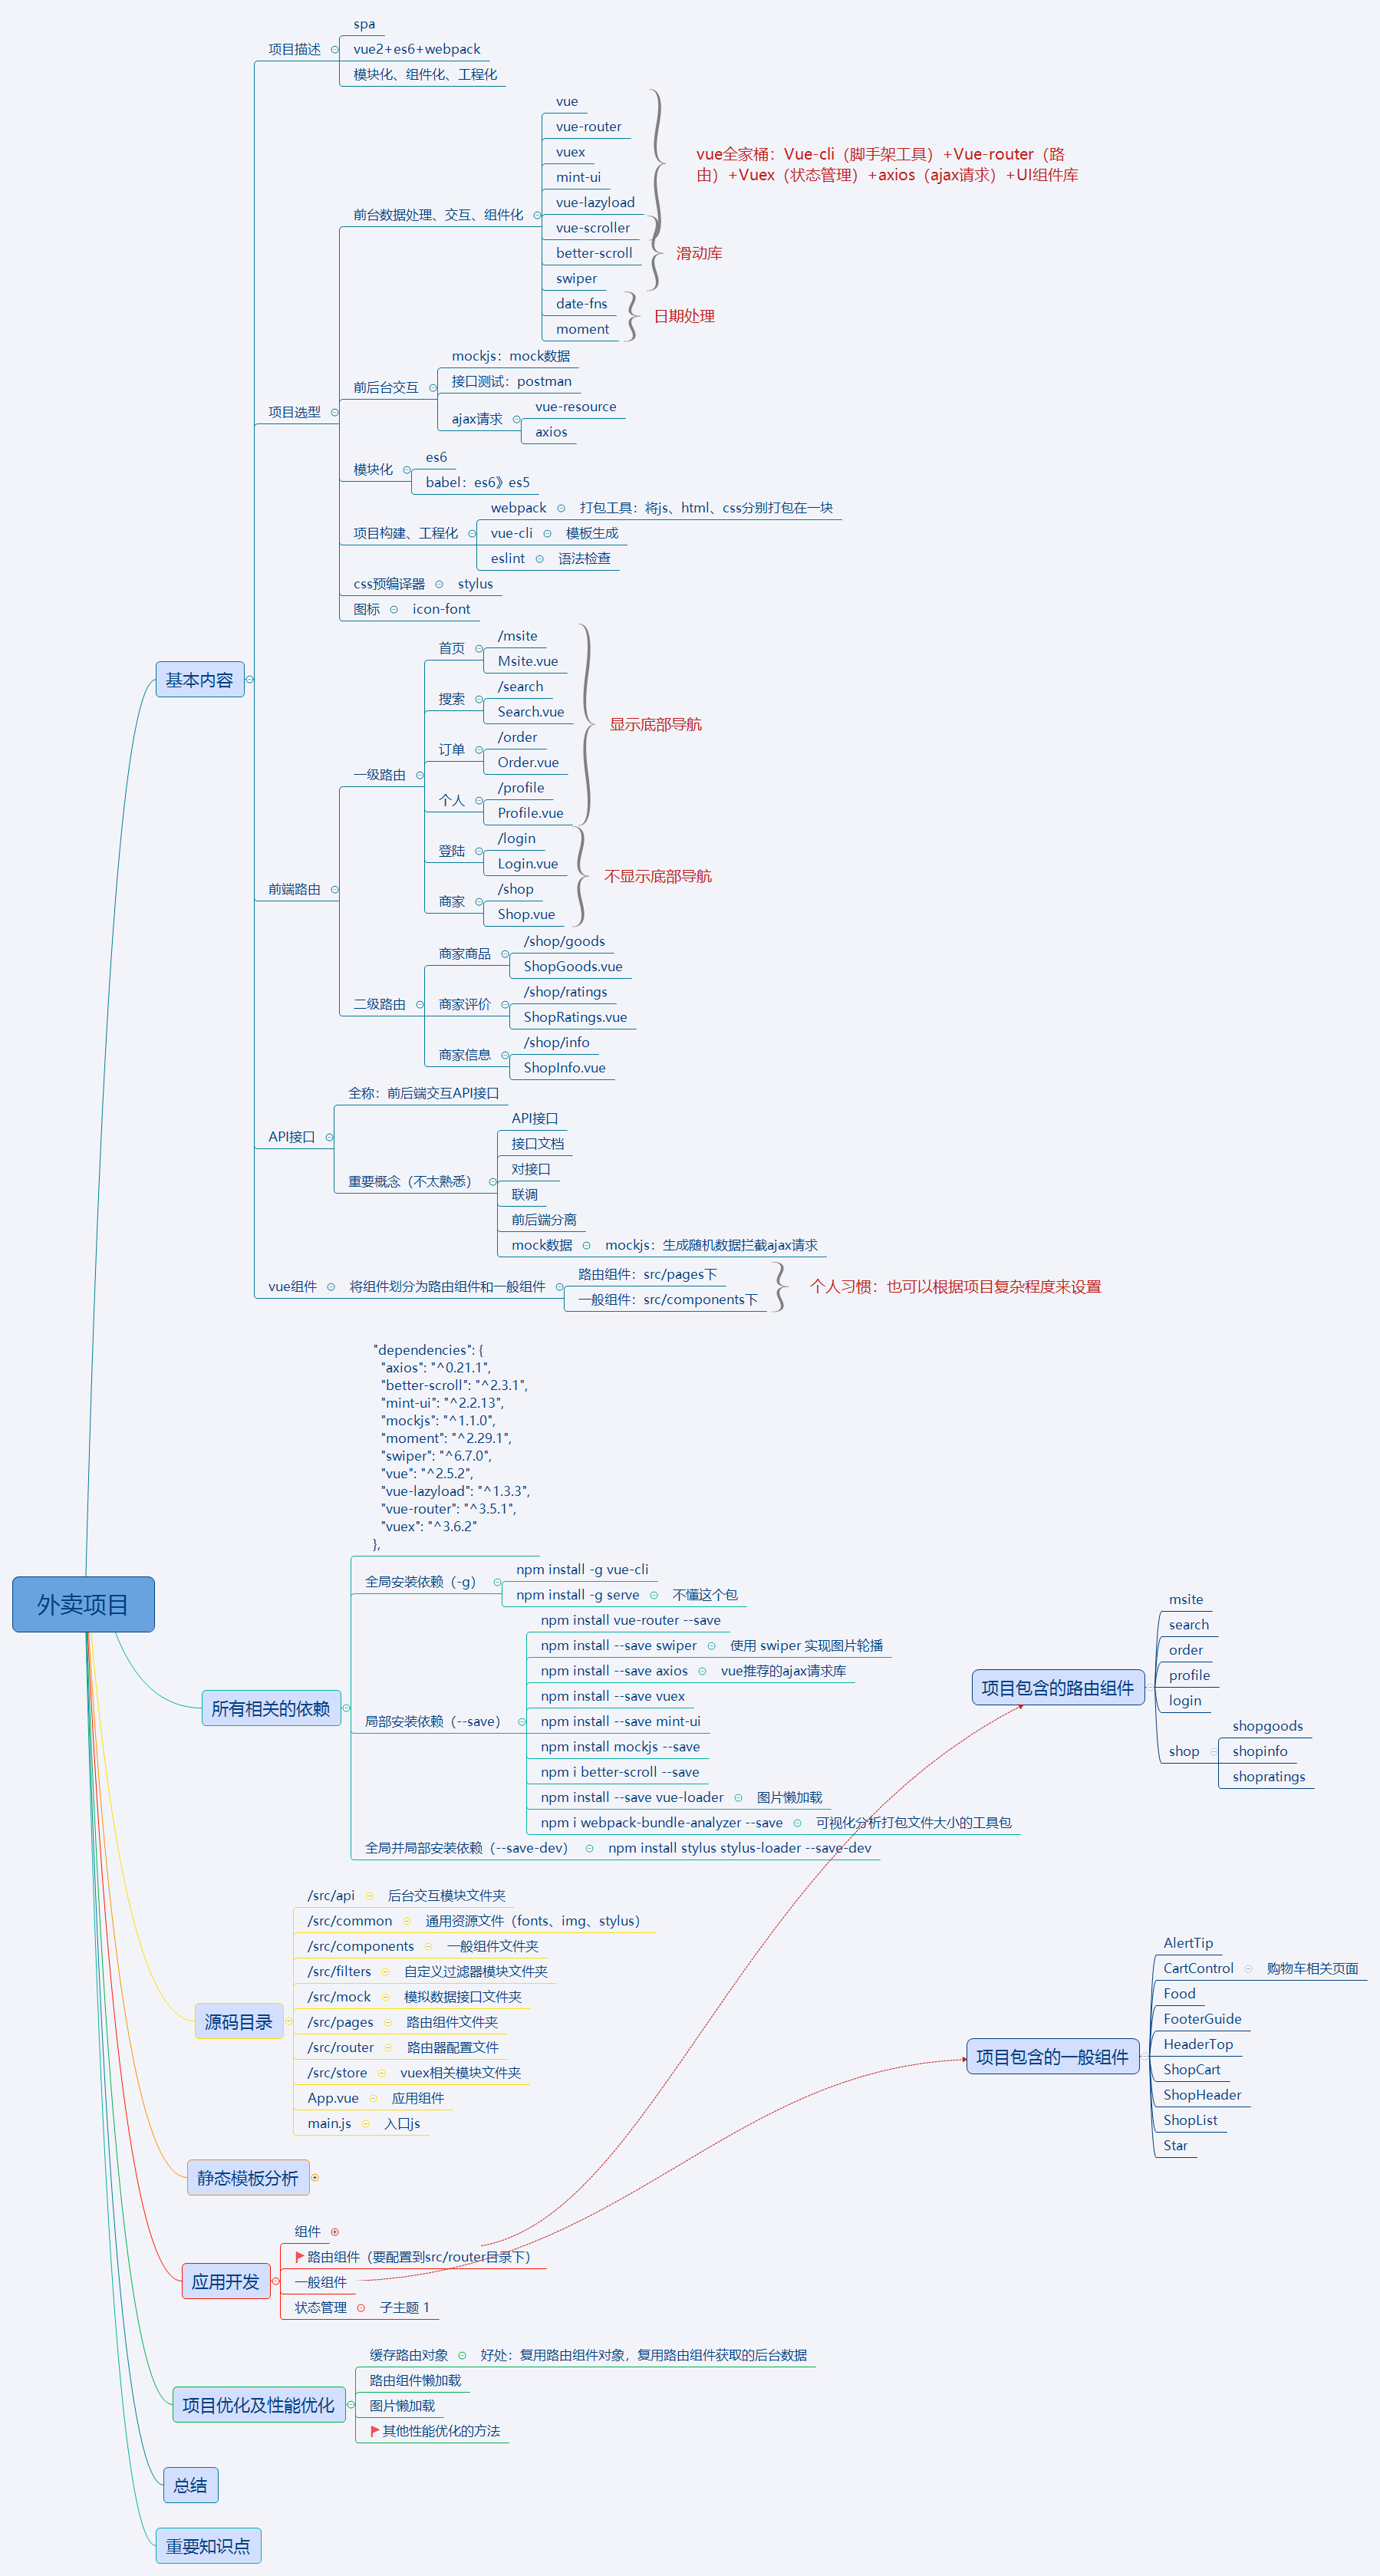 外卖项目
基本内容
项目描述
spa
vue2+es6+webpack
模块化、组件化、工程化
项目选型
前台数据处理、交互、组件化
vue
vue-router
vuex
mint-ui
vue-lazyload
vue-scroller
better-scroll
swiper
date-fns
moment
vue全家桶：Vue-cli（脚手架工具）+Vue-router（路
由）+Vuex（状态管理）+axios（ajax请求）+UI组件库
滑动库
日期处理
前后台交互
mockjs：mock数据
接口测试：postman
ajax请求
vue-resource
axios
模块化
es6
babel：es6》es5
项目构建、工程化
webpack
打包工具：将js、html、css分别打包在一块
vue-cli
模板生成
eslint
语法检查
css预编译器
stylus
图标
icon-font
前端路由
一级路由
首页
/msite
Msite.vue
搜索
/search
Search.vue
订单
/order
Order.vue
个人
/profile
Profile.vue
显示底部导航
登陆
/login
Login.vue
商家
/shop
Shop.vue
不显示底部导航
二级路由
商家商品
/shop/goods
ShopGoods.vue
商家评价
/shop/ratings
ShopRatings.vue
商家信息
/shop/info
ShopInfo.vue
API接口
全称：前后端交互API接口
重要概念（不太熟悉）
API接口
接口文档
对接口
联调
前后端分离
mock数据
mockjs：生成随机数据拦截ajax请求
vue组件
将组件划分为路由组件和一般组件
路由组件：src/pages下
一般组件：src/components下
个人习惯：也可以根据项目复杂程度来设置
所有相关的依赖
"dependencies": {
"axios": "^0.21.1",
"better-scroll": "^2.3.1",
"mint-ui": "^2.2.13",
"mockjs": "^1.1.0",
"moment": "^2.29.1",
"swiper": "^6.7.0",
"vue": "^2.5.2",
"vue-lazyload": "^1.3.3",
"vue-router": "^3.5.1",
"vuex": "^3.6.2"
},
全局安装依赖（-g）
npm install -g vue-cli
npm install -g serve
不懂这个包
局部安装依赖（--save）
npm install vue-router --save
npm install --save swiper
使用 swiper 实现图片轮播
npm install --save axios
vue推荐的ajax请求库
npm install --save vuex
npm install --save mint-ui
npm install mockjs --save
npm i better-scroll --save
npm install --save vue-loader
图片懒加载
npm i webpack-bundle-analyzer --save
可视化分析打包文件大小的工具包
全局并局部安装依赖（--save-dev）
npm install stylus stylus-loader --save-dev
源码目录
/src/api
后台交互模块文件夹
/src/common
通用资源文件（fonts、img、stylus）
/src/components
一般组件文件夹
/src/filters
自定义过滤器模块文件夹
/src/mock
模拟数据接口文件夹
/src/pages
路由组件文件夹
/src/router
路由器配置文件
/src/store
vuex相关模块文件夹
App.vue
应用组件
main.js
入口js
静态模板分析
应用开发
组件
路由组件（要配置到src/router目录下）
一般组件
状态管理
子主题 1
项目优化及性能优化
缓存路由对象
好处：复用路由组件对象，复用路由组件获取的后台数据
路由组件懒加载
图片懒加载
其他性能优化的方法
总结
重要知识点
项目包含的路由组件
msite
search
order
profile
login
shop
shopgoods
shopinfo
shopratings
项目包含的一般组件
AlertTip
CartControl
购物车相关页面
Food
FooterGuide
HeaderTop
ShopCart
ShopHeader
ShopList
Star